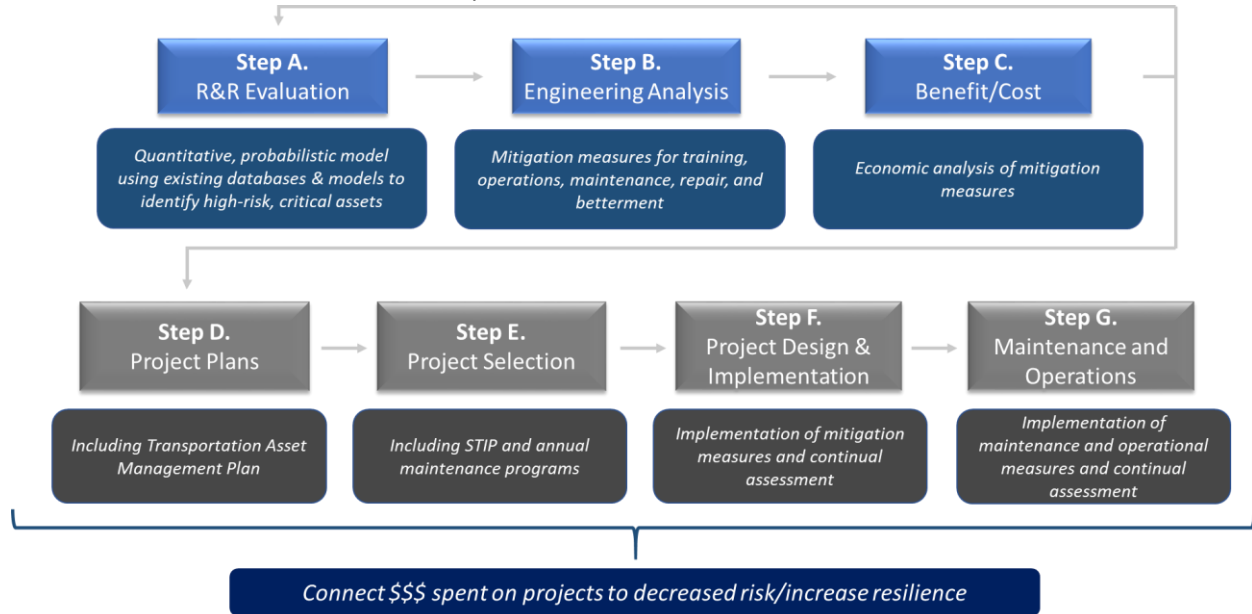 Step A.
R&R Evaluation
Step B.
Engineering Analysis
Step C.
Benefit/Cost
Quantitative, probabilistic model
using existing databases & models to
identify high-risk, critical assets
Mitigation measures for training,
operations, maintenance, repair, and
betterment
Economic analysis of mitigation
measures
Step D.
Project Plans
Step E.
Project Selection
Step F.
Project Design &
Implementation
Step G.
Maintenance and
Operations
Including Transportation Asset
Management Plan
Including STIP and annual
maintenance programs
Implementation of mitigation
measures and continual
assessment
Implementation of
maintenance and operational
measures and continual
assessment
Connect $$$ spent on projects to decreased risk/increase resilience